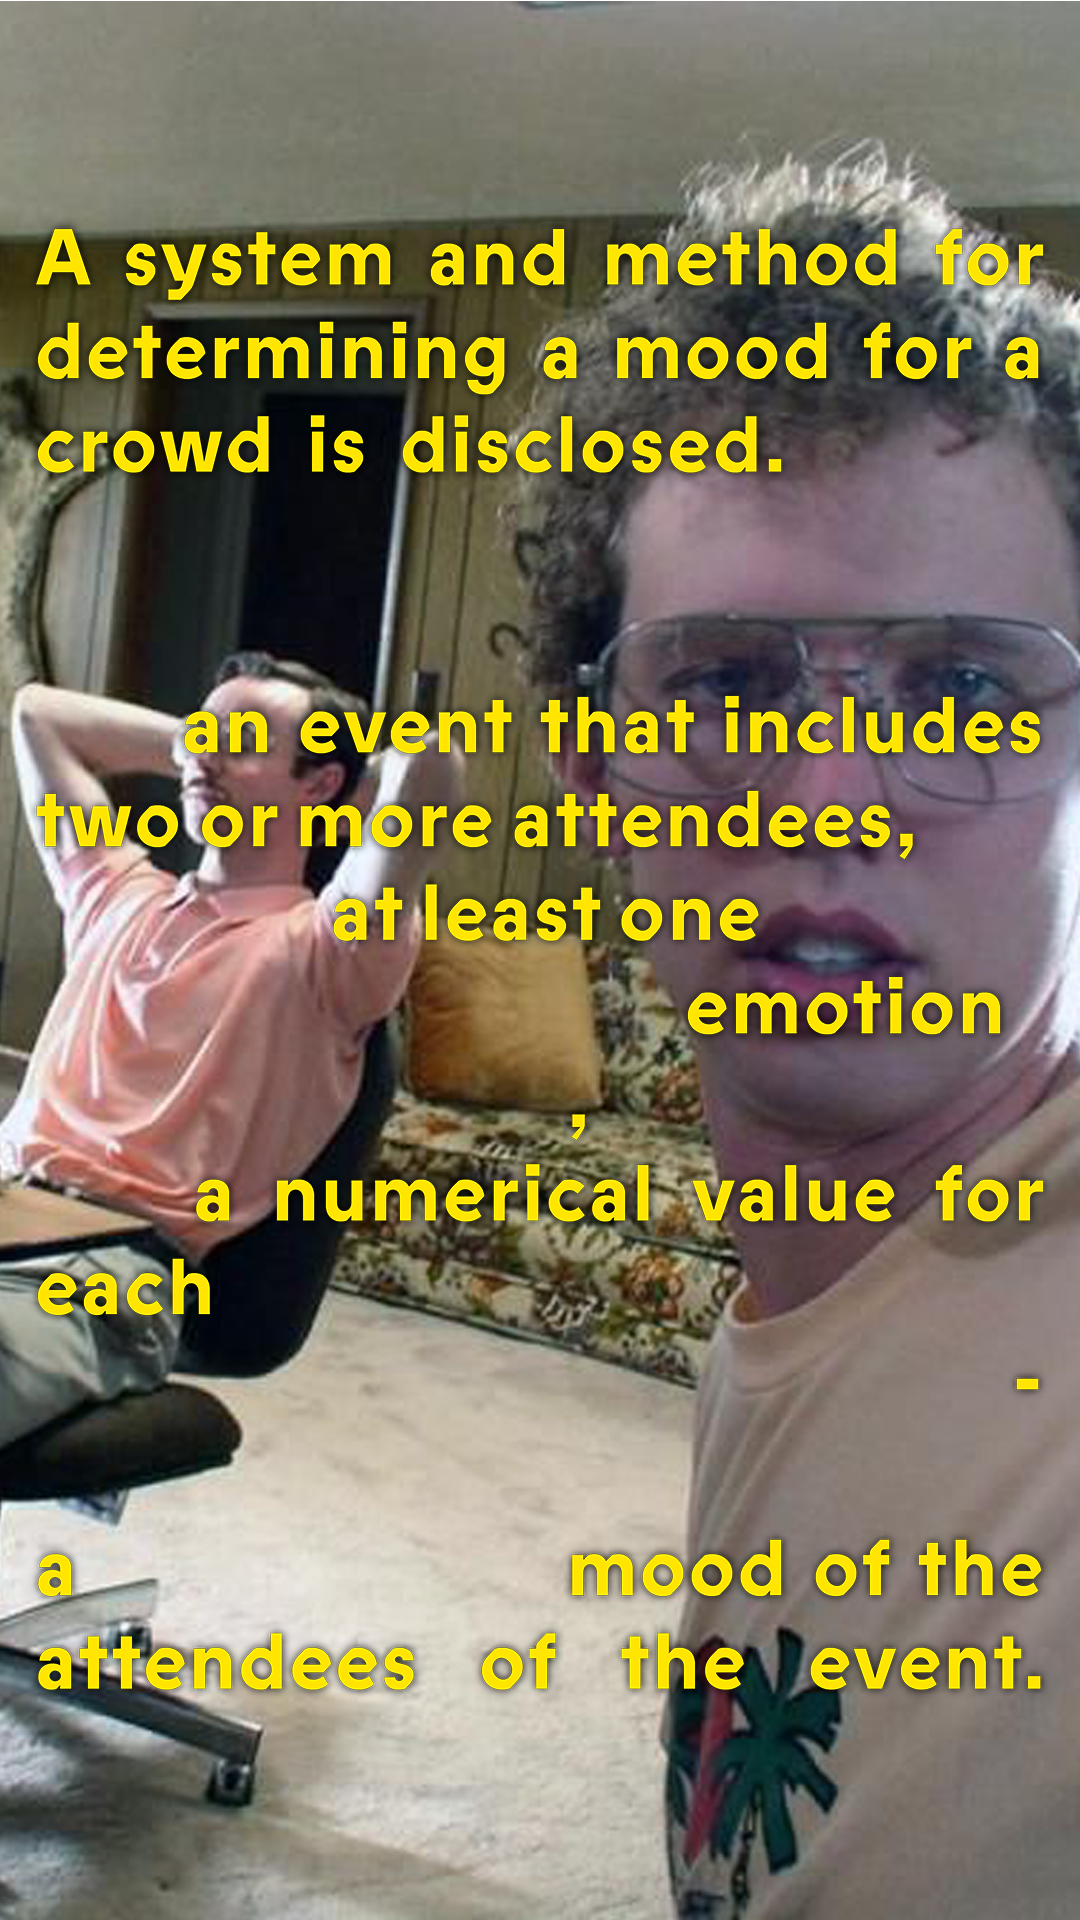 A system and method for
determining a mood for a
crowd is disclosed.
an event that includes
two or more attendees,
at least one
emotion
,
a numerical value for
each
-
a mood of the
attendees of the event.